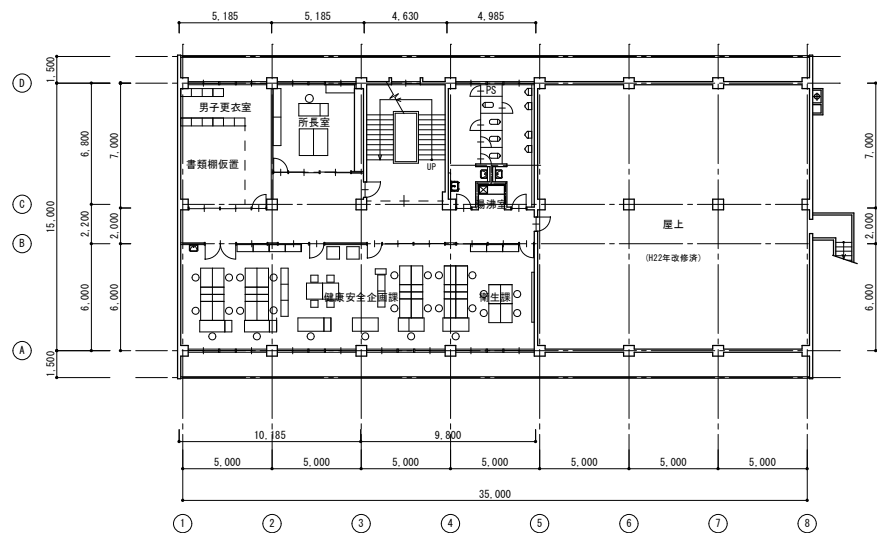 5,185 5,185 4,630 4,985
1,500
D
PS
男子更衣室
所長室
6,800
7,000
7,000
書類棚仮置
UP
C
湯沸室
15,000
2,200
2,000
屋上
2,000
B
(H22年改修済)
6,000
6,000
健康安全企画課
衛生課
6,000
A
1,500
10,185 9,800
5,000 5,000 5,000 5,000 5,000 5,000 5,000
35,000
1 2 3 4 5 6 7 8